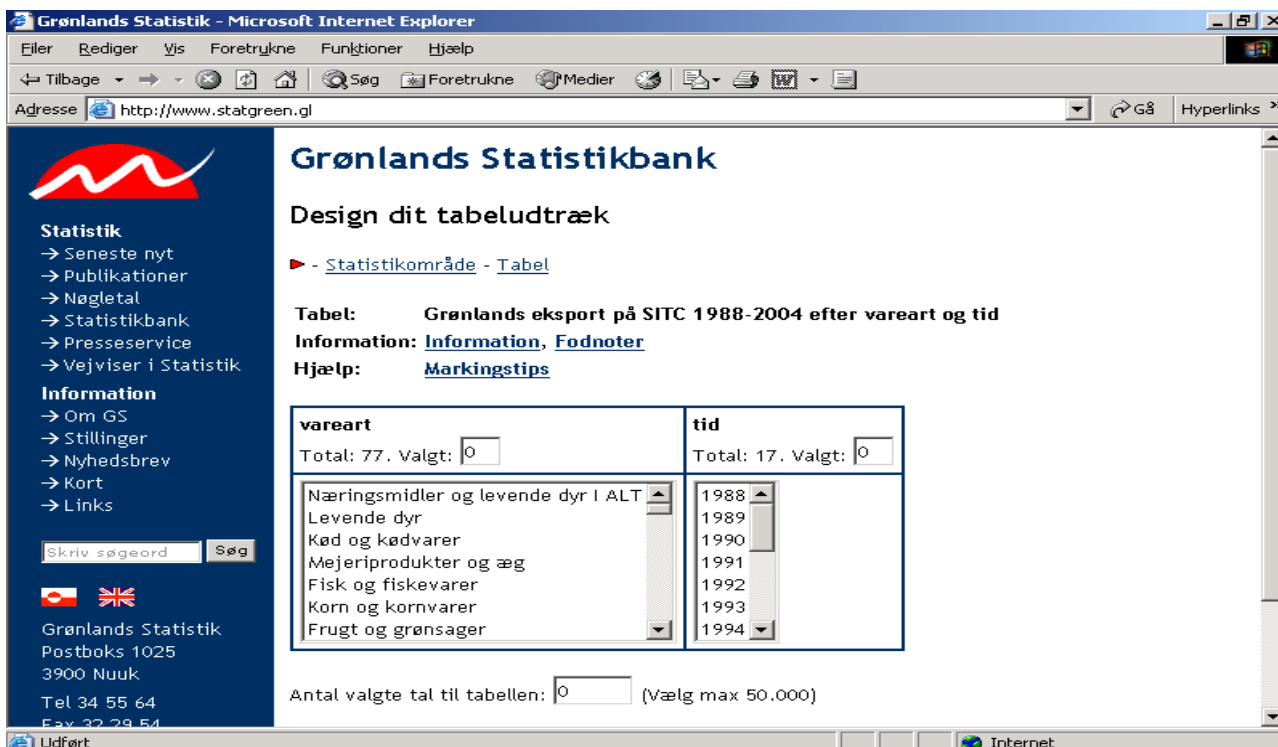 Grønlands Statistik - Microsoft Internet Explorer
Filer Rediger Vis Foretrukne Funktioner Hjælp
Tilbage Søg Foretrukne Medier
Adresse http://www.statgreen.gl Gå Hyperlinks »
Statistik
→ Seneste nyt
→ Publikationer
→ Nøgletal
→ Statistikbank
→ Presseservice
→ Vejviser i Statistik
Information
→ Om GS
→ Stillinger
→ Nyhedsbrev
→ Kort
→ Links
Skriv søgeord Søg
Grønlands Statistik
Postboks 1025
3900 Nuuk
Tel 34 55 64
Fax 32 29 54
Grønlands Statistikbank
Design dit tabeludtræk
- Statistikområde - Tabel
Tabel: Grønlands eksport på SITC 1988-2004 efter vareart og tid
Information: Information, Fodnoter
Hjælp: Markingstips
vareart
Total: 77. Valgt: 0
Næringsmidler og levende dyr I ALT
Levende dyr
Kød og kødvarer
Mejeriprodukter og æg
Fisk og fiskevarer
Korn og kornvarer
Frugt og grønsager
tid
Total: 17. Valgt: 0
1988
1989
1990
1991
1992
1993
1994
Antal valgte tal til tabellen: 0 (Vælg max 50.000)
Udført Internet